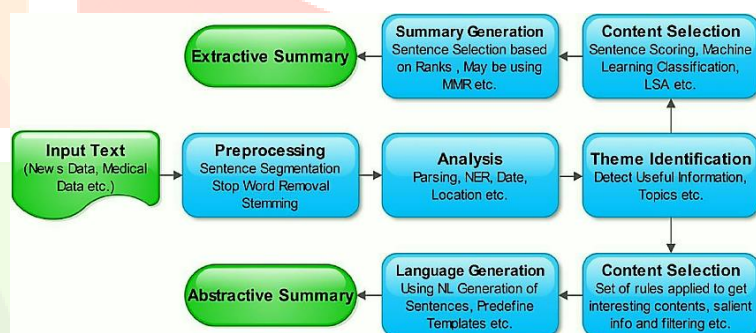 Extractive Summary
Summary Generation
Sentence Selection based
on Ranks , May be using
MMR etc.
Content Selection
Sentence Scoring, Machine
Learning Classification,
LSA etc.
Input Text
(News Data, Medical
Data etc.)
Preprocessing
Sentence Segmentation
Stop Word Removal
Stemming
Analysis
Parsing, NER, Date,
Location etc.
Theme Identification
Detect Useful Information,
Topics etc.
Abstractive Summary
Language Generation
Using NL Generation of
Sentences, Predefine
Templates etc.
Content Selection
Set of rules applied to get
interesting contents, salient
info and filtering etc.